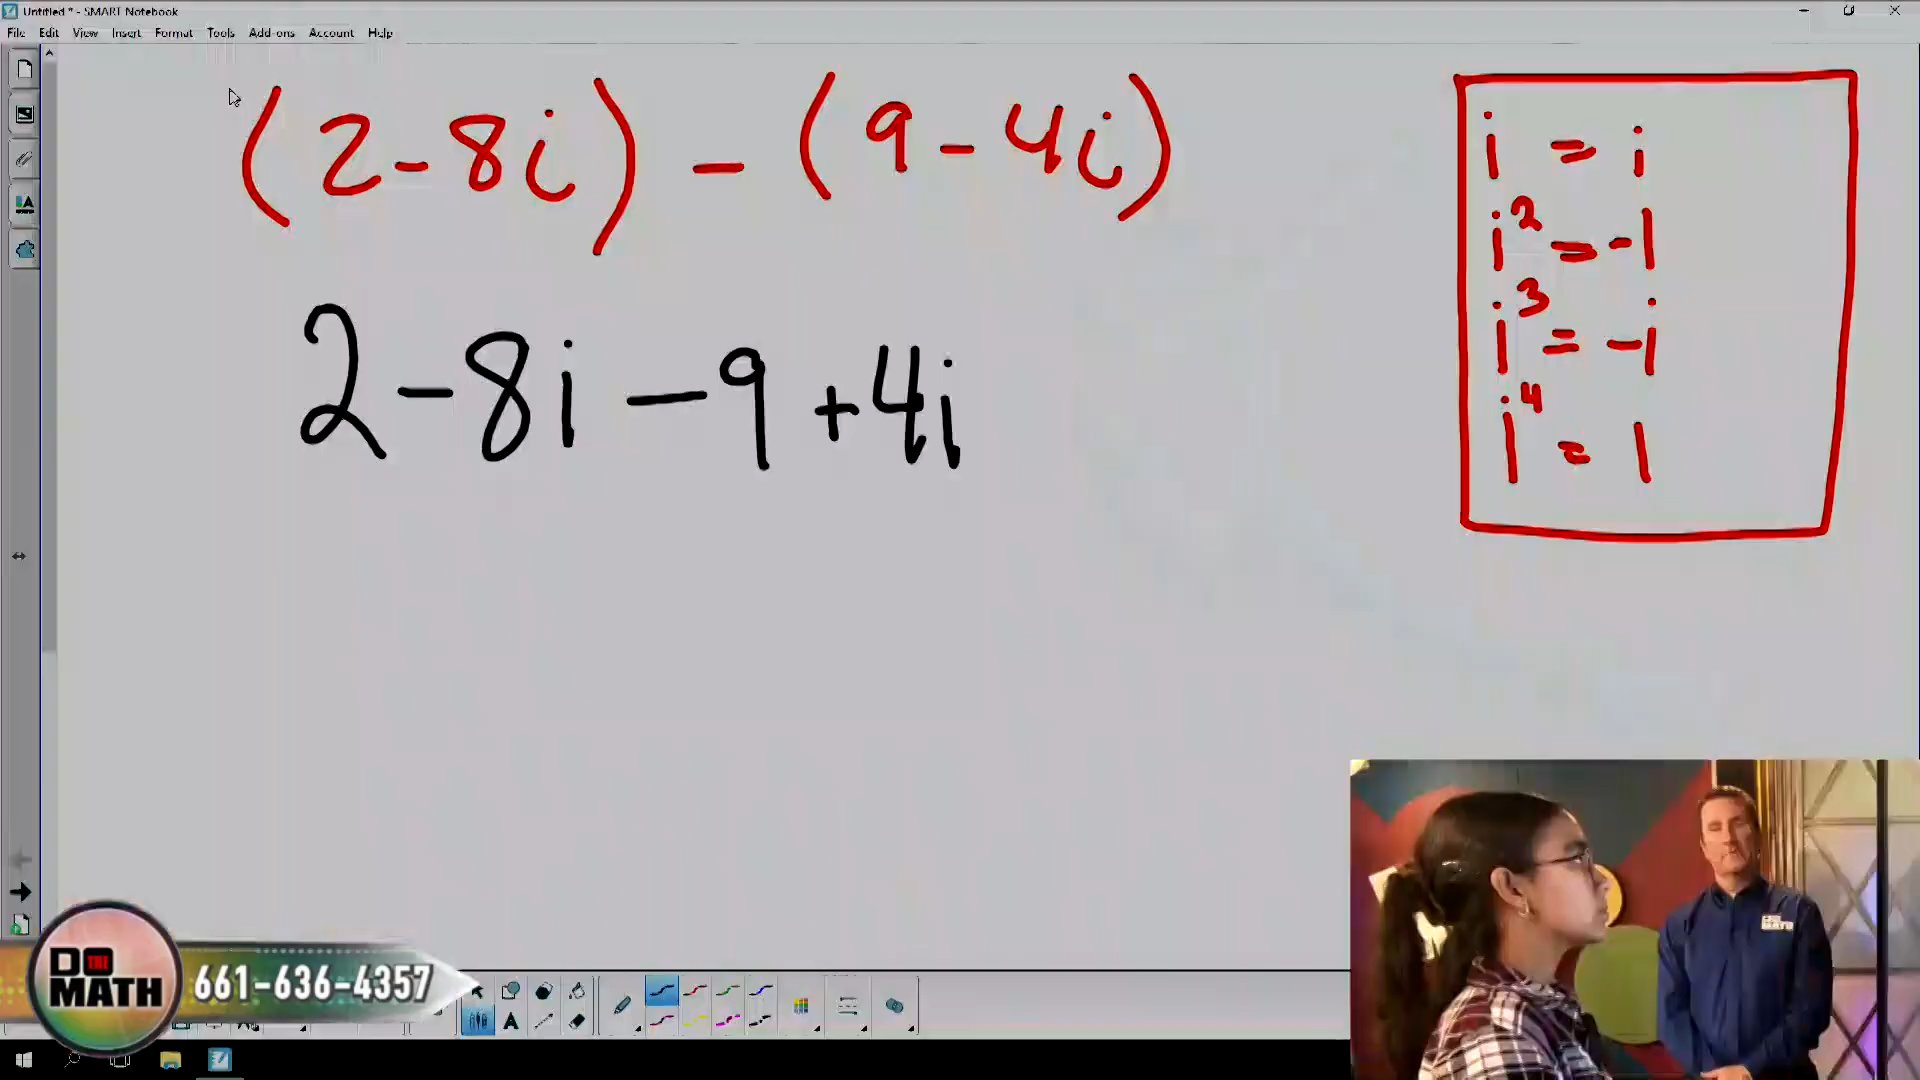 Untitled * - SMART Notebook
File Edit View Insert Format Tools Add-ons Account Help
(2-8i) - (9-4i)
2-8i-9+4i
i = i
i² = -1
i³ = -i
i⁴ = 1
DO THE MATH
661-636-4357
A